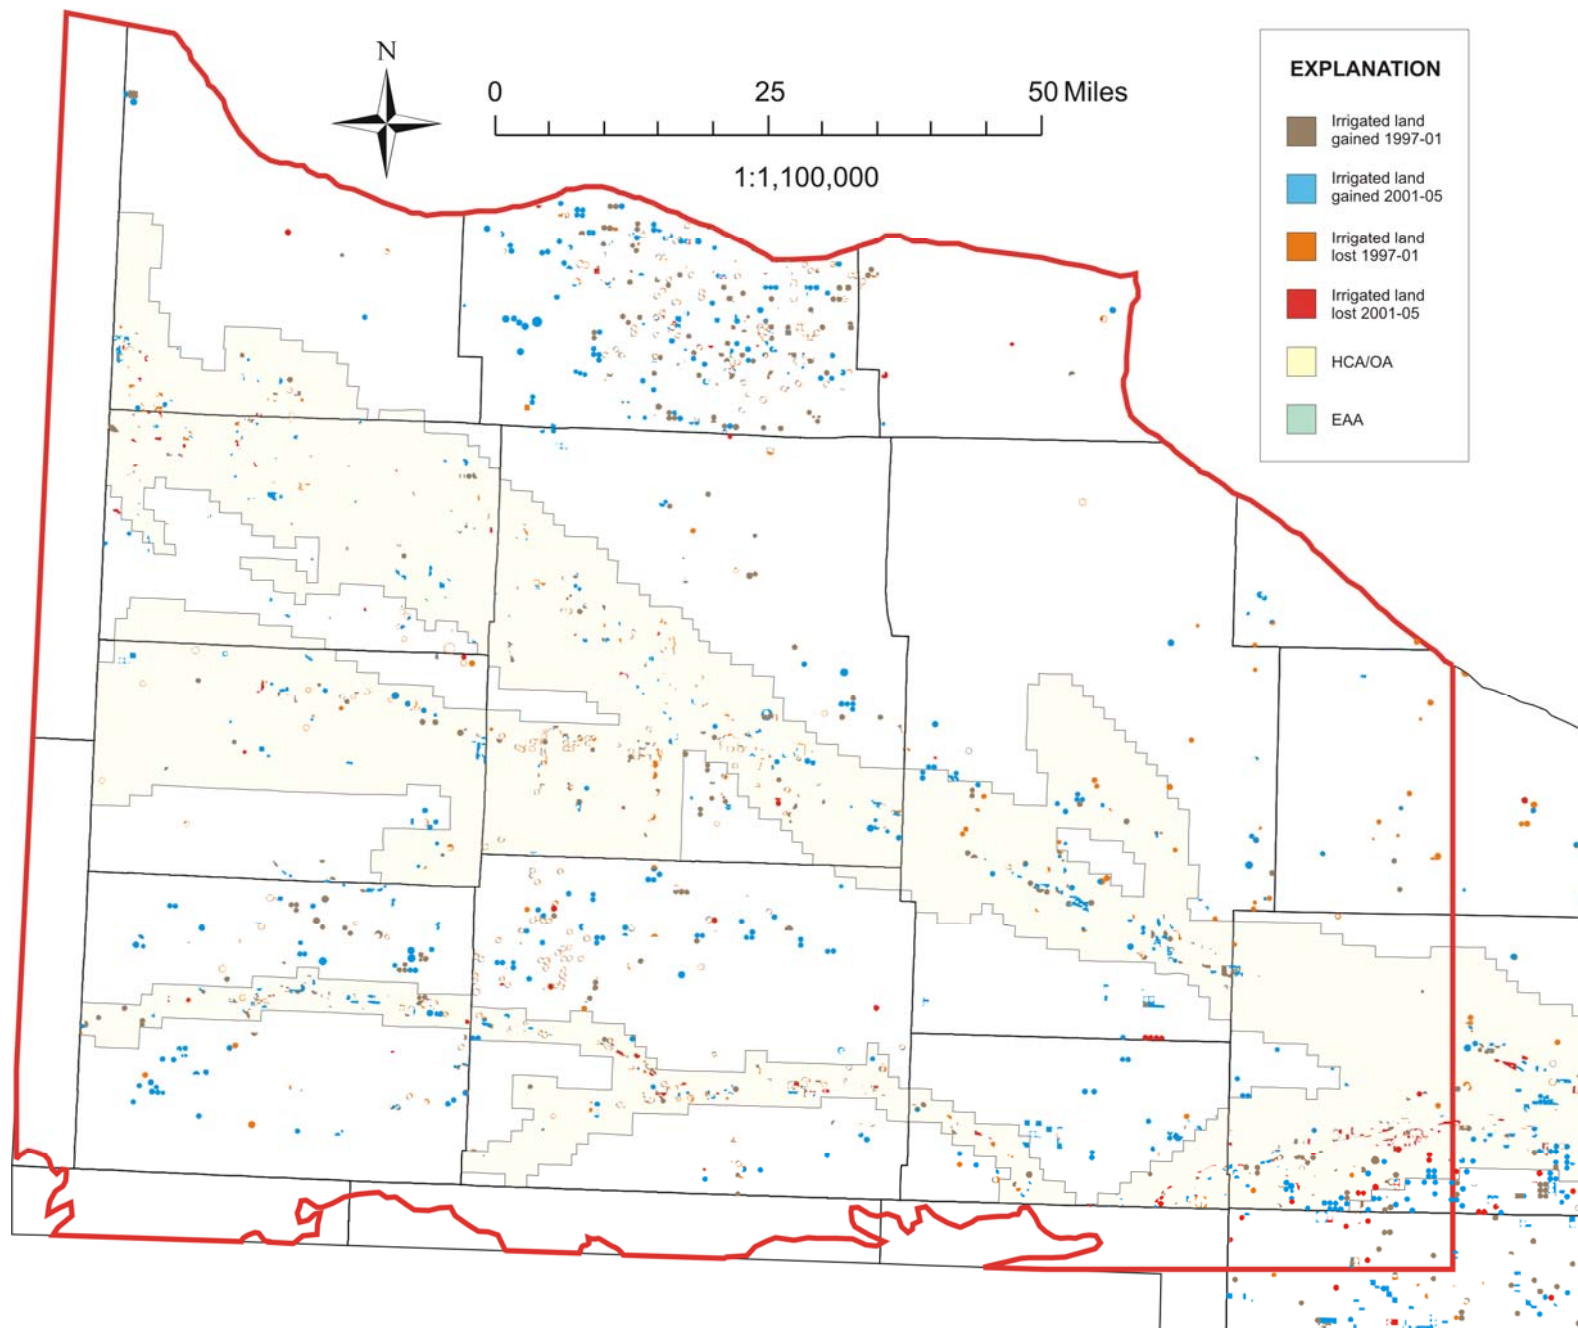 N
0 25 50 Miles
1:1,100,000
EXPLANATION
Irrigated land
gained 1997-01
Irrigated land
gained 2001-05
Irrigated land
lost 1997-01
Irrigated land
lost 2001-05
HCA/OA
EAA